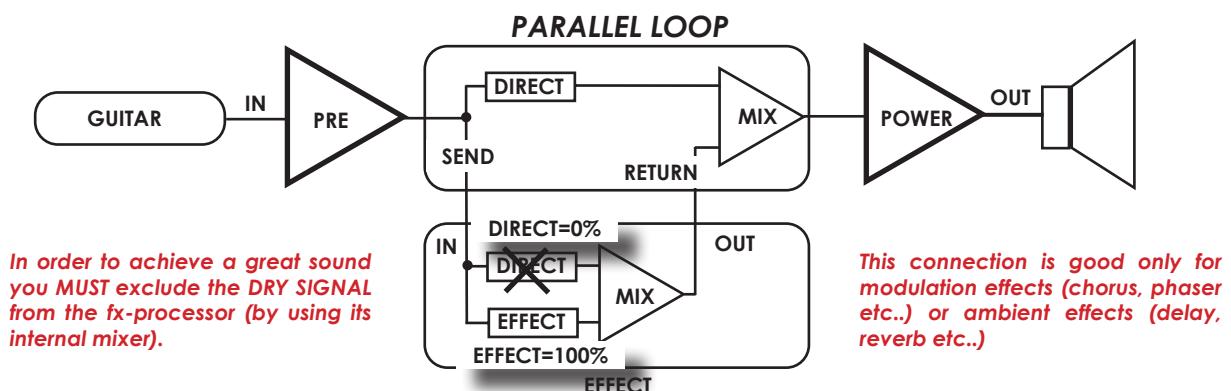 PARALLEL LOOP
GUITAR
IN
PRE
DIRECT
MIX
SEND
RETURN
POWER
OUT
DIRECT=0%
IN
DIRECT
MIX
OUT
EFFECT
EFFECT=100%
EFFECT
In order to achieve a great sound
you MUST exclude the DRY SIGNAL
from the fx-processor (by using its
internal mixer).
This connection is good only for
modulation effects (chorus, phaser
etc..) or ambient effects (delay,
reverb etc..)